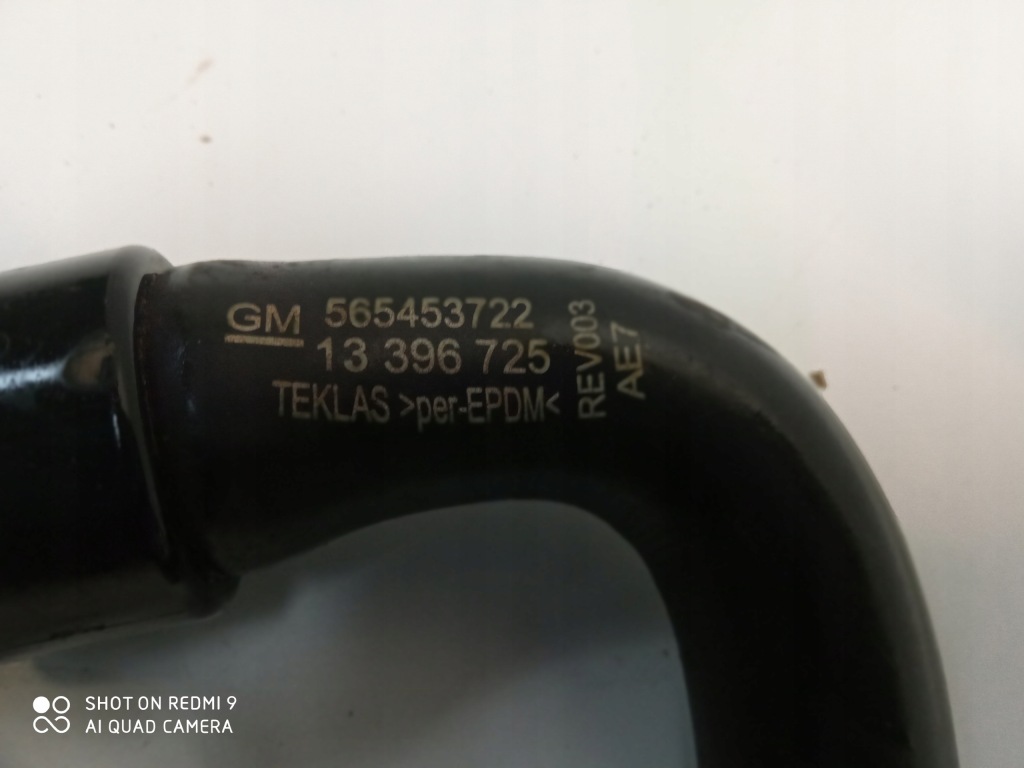 GM 565453722
13 396 725
TEKLAS >per-EPDM<
REV003
AE7
SHOT ON REDMI 9
AI QUAD CAMERA